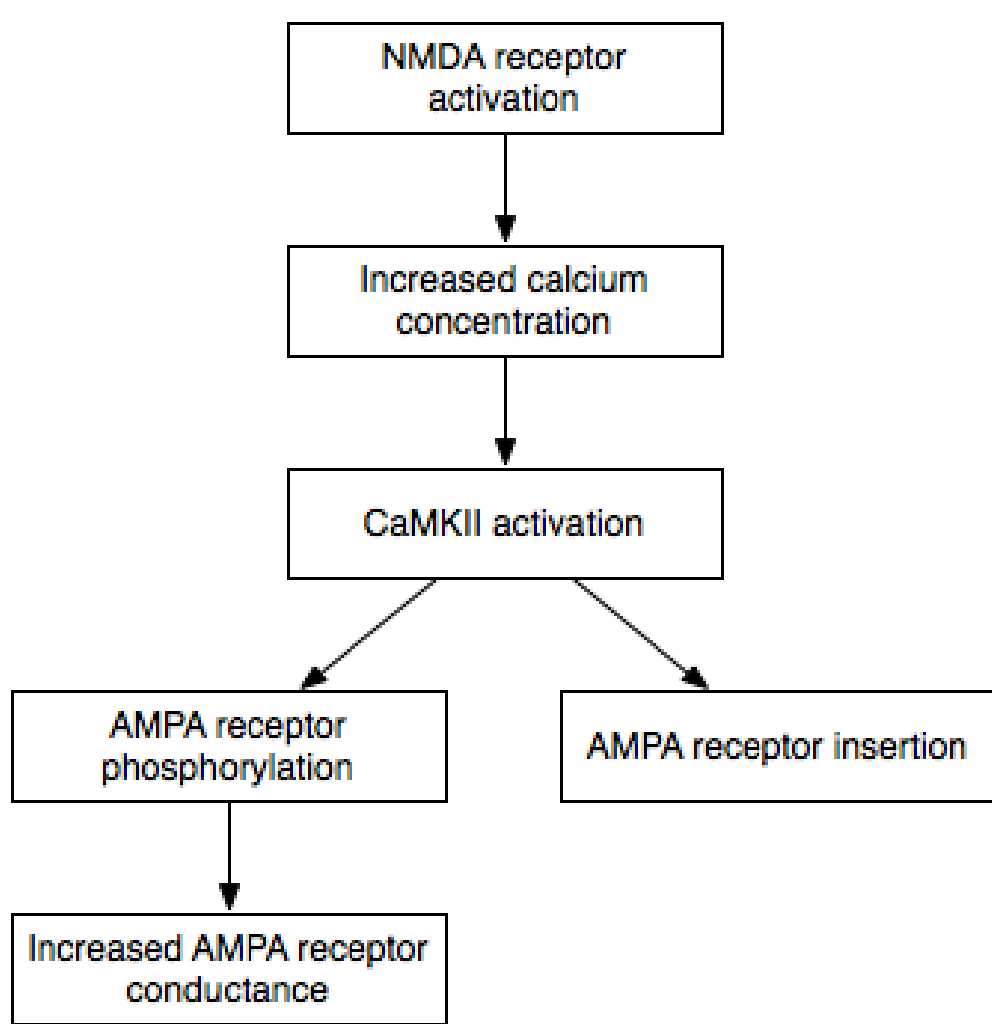 NMDA receptor
activation
Increased calcium
concentration
CaMKII activation
AMPA receptor
phosphorylation
AMPA receptor insertion
Increased AMPA receptor
conductance